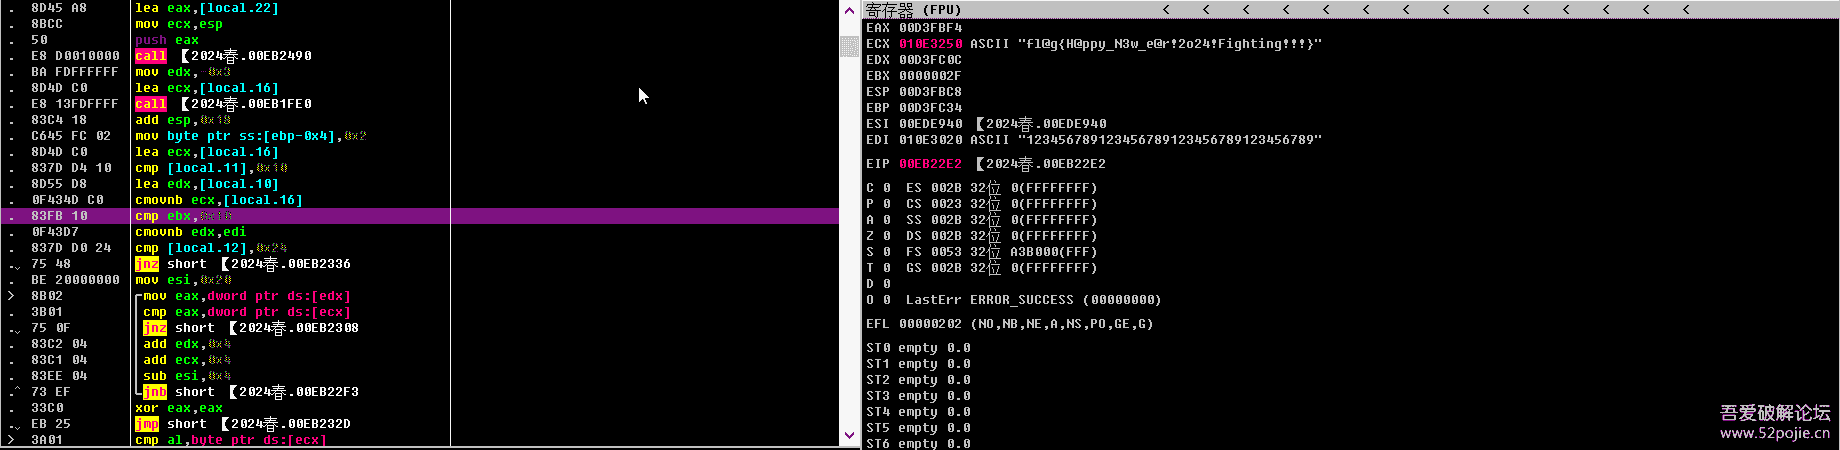 . 8D45 A8 lea eax,[local.22]
. 8BCC mov ecx,esp
. 50 push eax
. E8 D0010000 call 【2024春.00EB2490
. BA FDFFFFFF mov edx,-0x3
. 8D4D C0 lea ecx,[local.16]
. E8 13FDFFFF call 【2024春.00EB1FE0
. 83C4 18 add esp,0x18
. C645 FC 02 mov byte ptr ss:[ebp-0x4],0x2
. 8D4D C0 lea ecx,[local.16]
. 837D D4 10 cmp [local.11],0x10
. 8D55 D8 lea edx,[local.10]
. 0F434D C0 cmovnb ecx,[local.16]
. 83FB 10 cmp ebx,0x10
. 0F43D7 cmovnb edx,edi
. 837D D0 24 cmp [local.12],0x24
. 75 48 jnz short 【2024春.00EB2336
. BE 20000000 mov esi,0x20
> 8B02 mov eax,dword ptr ds:[edx]
. 3B01 cmp eax,dword ptr ds:[ecx]
. 75 0F jnz short 【2024春.00EB2308
. 83C2 04 add edx,0x4
. 83C1 04 add ecx,0x4
. 83EE 04 sub esi,0x4
.^ 73 EF jnb short 【2024春.00EB22F3
. 33C0 xor eax,eax
. EB 25 jmp short 【2024春.00EB232D
> 3A01 cmp al,byte ptr ds:[ecx]
寄存器 (FPU) < < < < < < < < < < < < < <
EAX 00D3FBF4
ECX 010E3250 ASCII "fl@g{H@ppy_N3w_e@r!2o24!Fighting!!!}"
EDX 00D3FC0C
EBX 0000002F
ESP 00D3FBC8
EBP 00D3FC34
ESI 00EDE940 【2024春.00EDE940
EDI 010E3020 ASCII "123456789123456789123456789123456789"
EIP 00EB22E2 【2024春.00EB22E2
C 0 ES 002B 32位 0(FFFFFFFF)
P 0 CS 0023 32位 0(FFFFFFFF)
A 0 SS 002B 32位 0(FFFFFFFF)
Z 0 DS 002B 32位 0(FFFFFFFF)
S 0 FS 0053 32位 A3B000(FFF)
T 0 GS 002B 32位 0(FFFFFFFF)
D 0
O 0 LastErr ERROR_SUCCESS (00000000)
EFL 00000202 (NO,NB,NE,A,NS,PO,GE,G)
ST0 empty 0.0
ST1 empty 0.0
ST2 empty 0.0
ST3 empty 0.0
ST4 empty 0.0
ST5 empty 0.0
ST6 empty 0.0
吾爱破解论坛
www.52pojie.cn